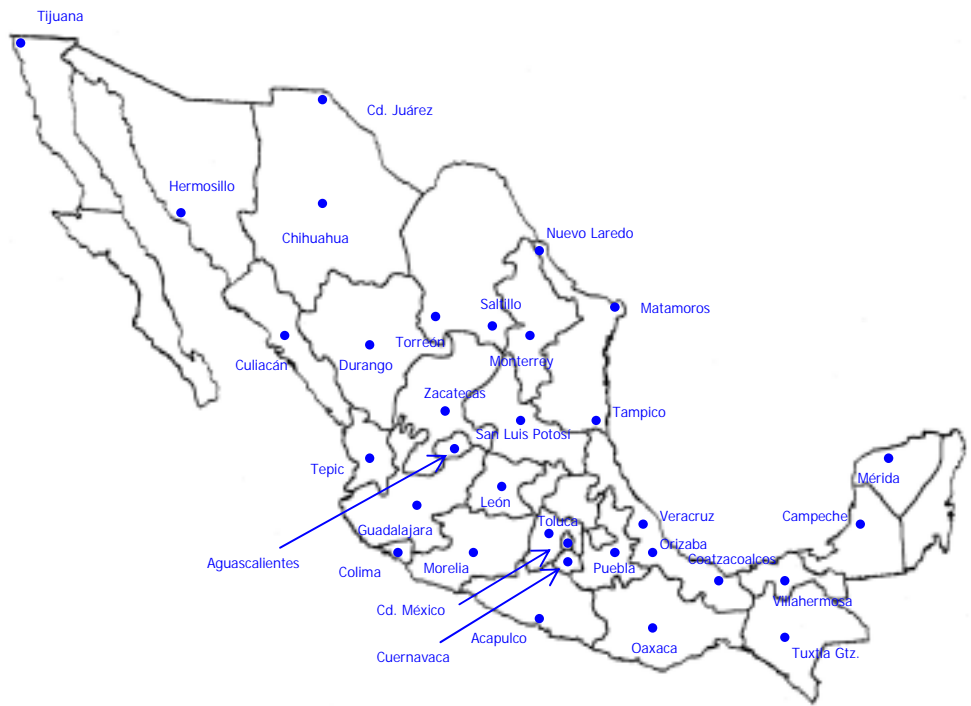 Tijuana
Cd. Juárez
Hermosillo
Nuevo Laredo
Chihuahua
Saltillo
Matamoros
Torreón
Monterrey
Culiacán
Durango
Zacatecas
Tampico
San Luis Potosi
Tepic
Mérida
León
Guadalajara
Toluca
Veracruz
Campeche
Orizaba
Aguascalientes
Coatzacoalcos
Colima
Morelia
Puebla
Cd. México
Villahermosa
Acapulco
Oaxaca
Tuxtla Gtz.
Cuernavaca